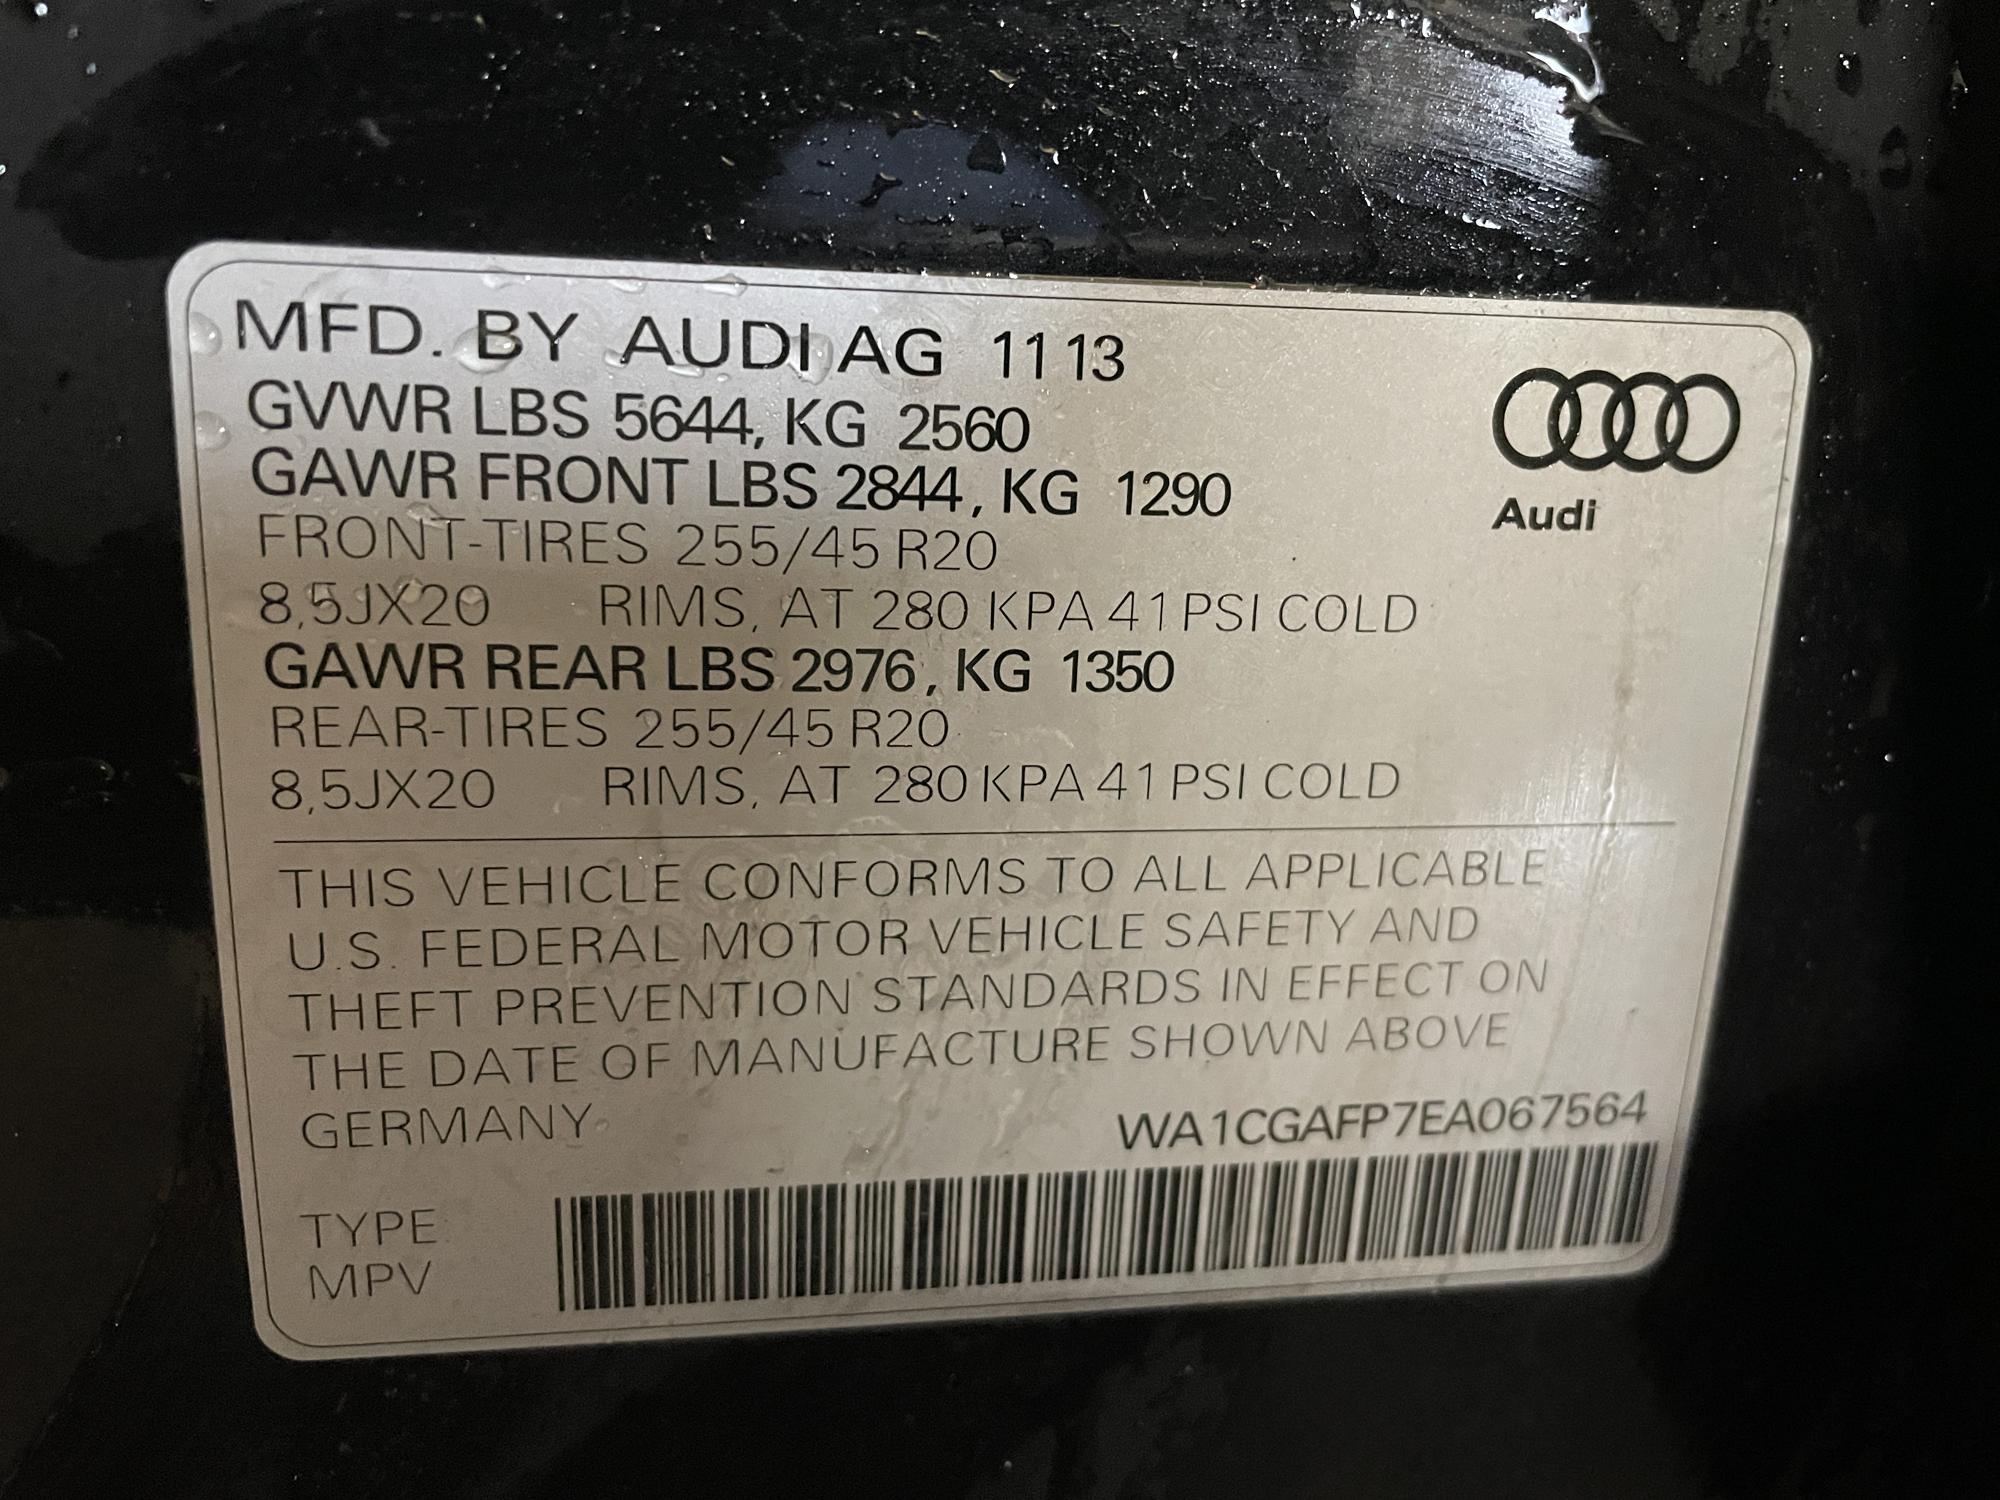 MFD. BY AUDI AG 11 13
GVWR LBS 5644, KG 2560
GAWR FRONT LBS 2844, KG 1290
FRONT-TIRES 255/45 R20
8,5JX20 RIMS, AT 280 KPA 41 PSI COLD
GAWR REAR LBS 2976, KG 1350
REAR-TIRES 255/45 R20
8,5JX20 RIMS, AT 280 KPA 41 PSI COLD
Audi
THIS VEHICLE CONFORMS TO ALL APPLICABLE
U.S. FEDERAL MOTOR VEHICLE SAFETY AND
THEFT PREVENTION STANDARDS IN EFFECT ON
THE DATE OF MANUFACTURE SHOWN ABOVE
GERMANY WA1CGAFP7EA067564
TYPE
MPV